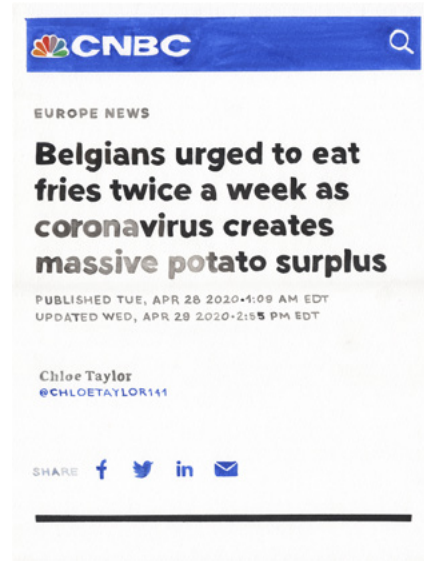 CNBC
EUROPE NEWS
Belgians urged to eat
fries twice a week as
coronavirus creates
massive potato surplus
PUBLISHED TUE, APR 28 2020•1:09 AM EDT
UPDATED WED, APR 29 2020•2:55 PM EDT
Chloe Taylor
@CHLOETAYLOR141
SHARE